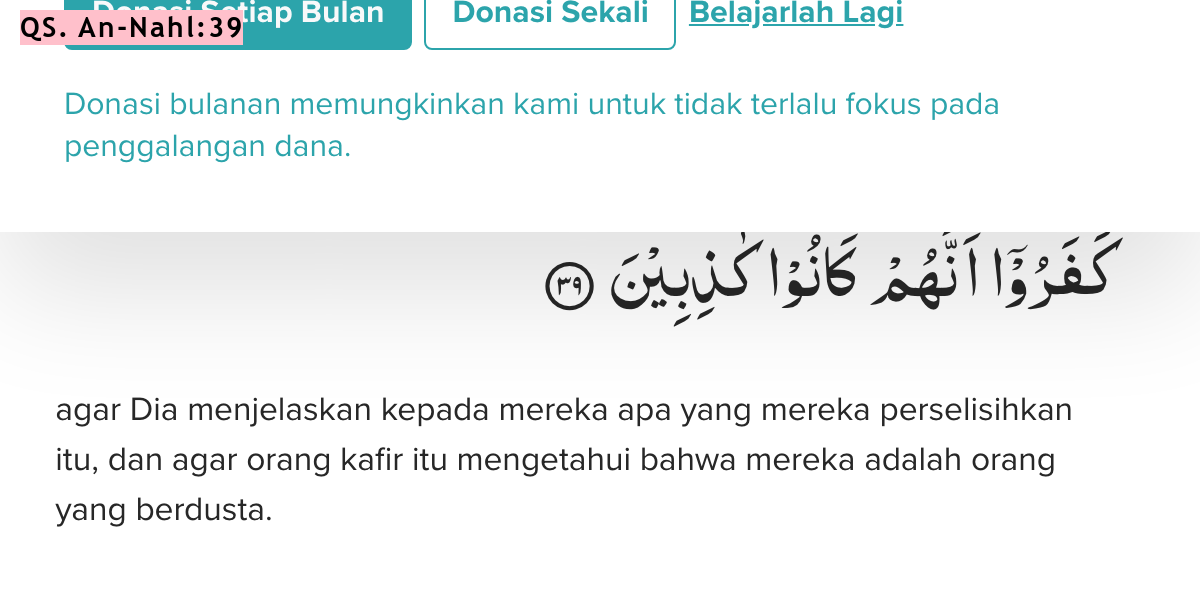 QS. An-Nahl:39
Donasi Setiap Bulan Donasi Sekali Belajarlah Lagi
Donasi bulanan memungkinkan kami untuk tidak terlalu fokus pada
penggalangan dana.
كَفَرُوْٓا اَنَّهُمْ كَانُوْا كٰذِبِيْنَ ٣٩
agar Dia menjelaskan kepada mereka apa yang mereka perselisihkan
itu, dan agar orang kafir itu mengetahui bahwa mereka adalah orang
yang berdusta.